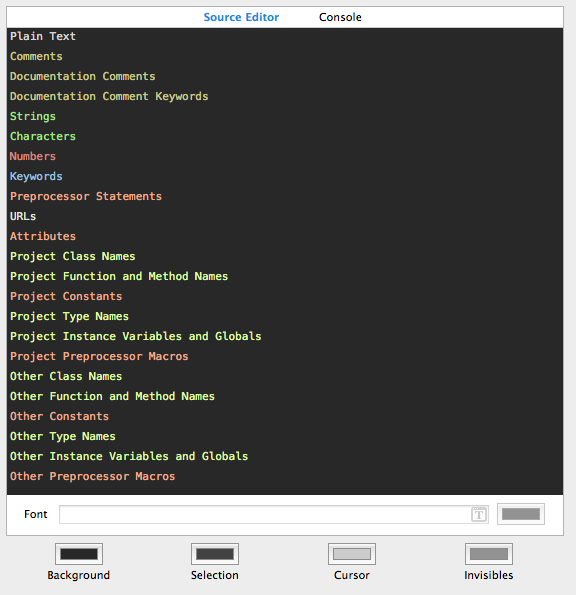 Source Editor Console
Plain Text
Comments
Documentation Comments
Documentation Comment Keywords
Strings
Characters
Numbers
Keywords
Preprocessor Statements
URLs
Attributes
Project Class Names
Project Function and Method Names
Project Constants
Project Type Names
Project Instance Variables and Globals
Project Preprocessor Macros
Other Class Names
Other Function and Method Names
Other Constants
Other Type Names
Other Instance Variables and Globals
Other Preprocessor Macros
Font T
Background Selection Cursor Invisibles